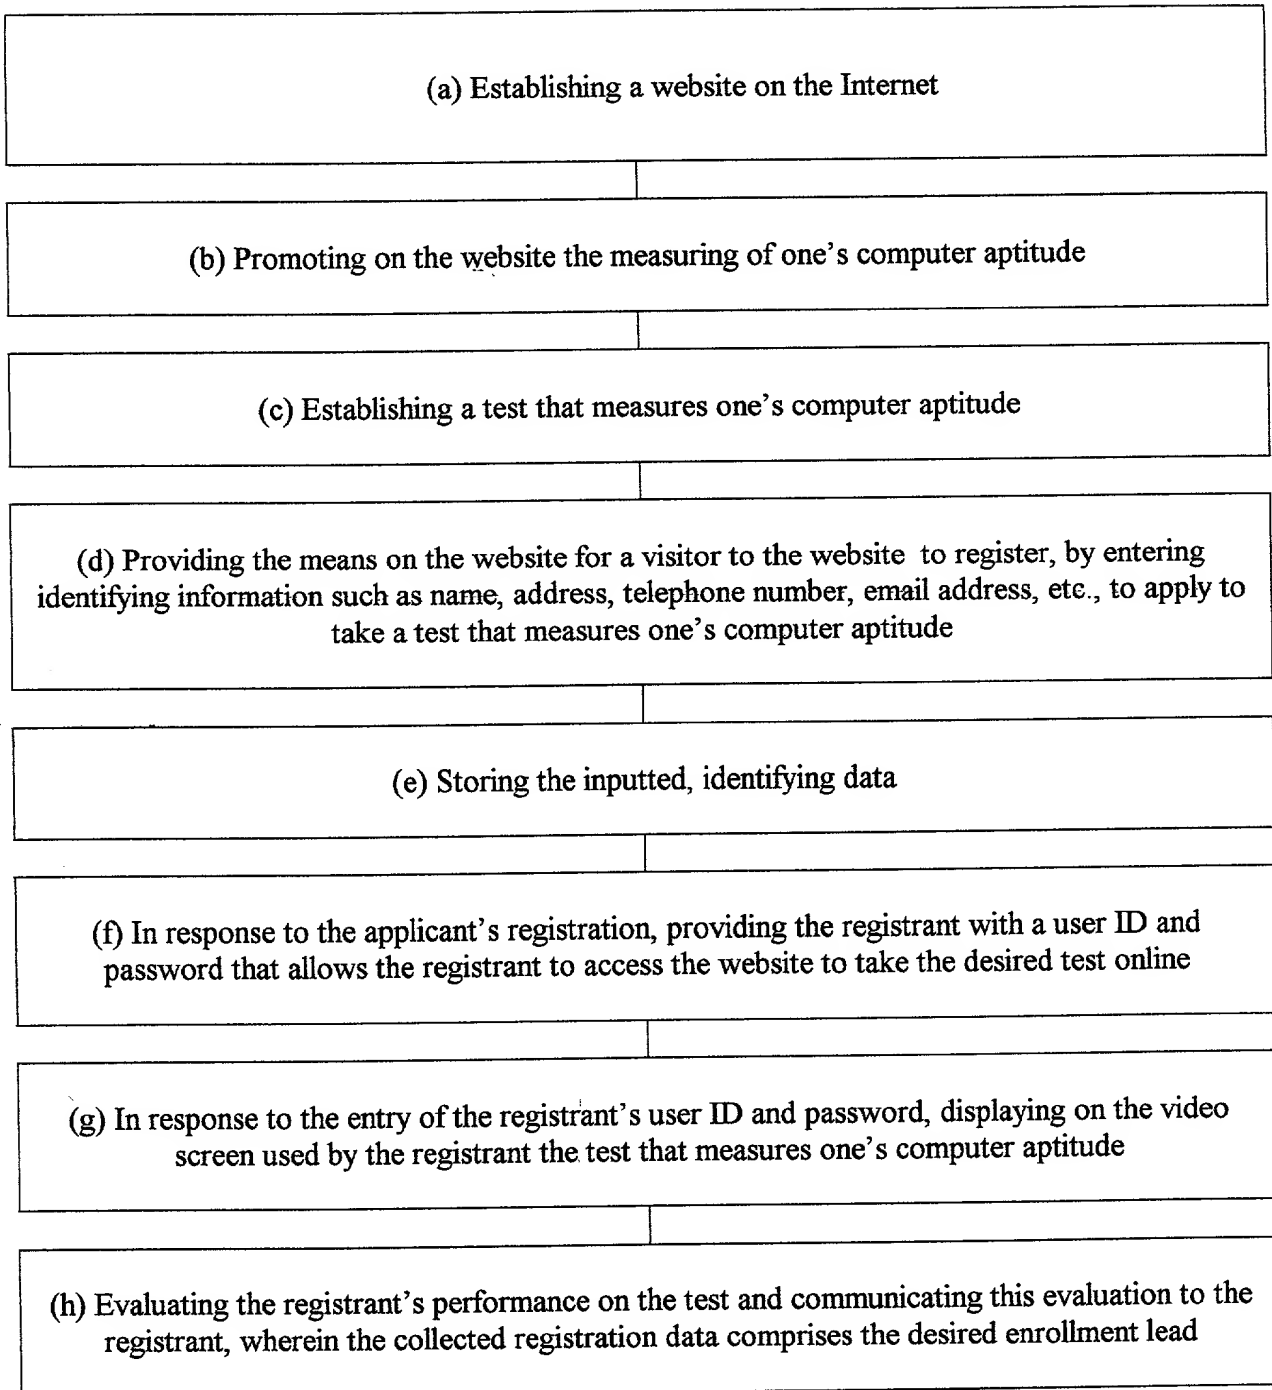 (a) Establishing a website on the Internet
(b) Promoting on the website the measuring of one's computer aptitude
(c) Establishing a test that measures one's computer aptitude
(d) Providing the means on the website for a visitor to the website to register, by entering
identifying information such as name, address, telephone number, email address, etc., to apply to
take a test that measures one's computer aptitude
(e) Storing the inputted, identifying data
(f) In response to the applicant's registration, providing the registrant with a user ID and
password that allows the registrant to access the website to take the desired test online
(g) In response to the entry of the registrant's user ID and password, displaying on the video
screen used by the registrant the test that measures one's computer aptitude
(h) Evaluating the registrant's performance on the test and communicating this evaluation to the
registrant, wherein the collected registration data comprises the desired enrollment lead